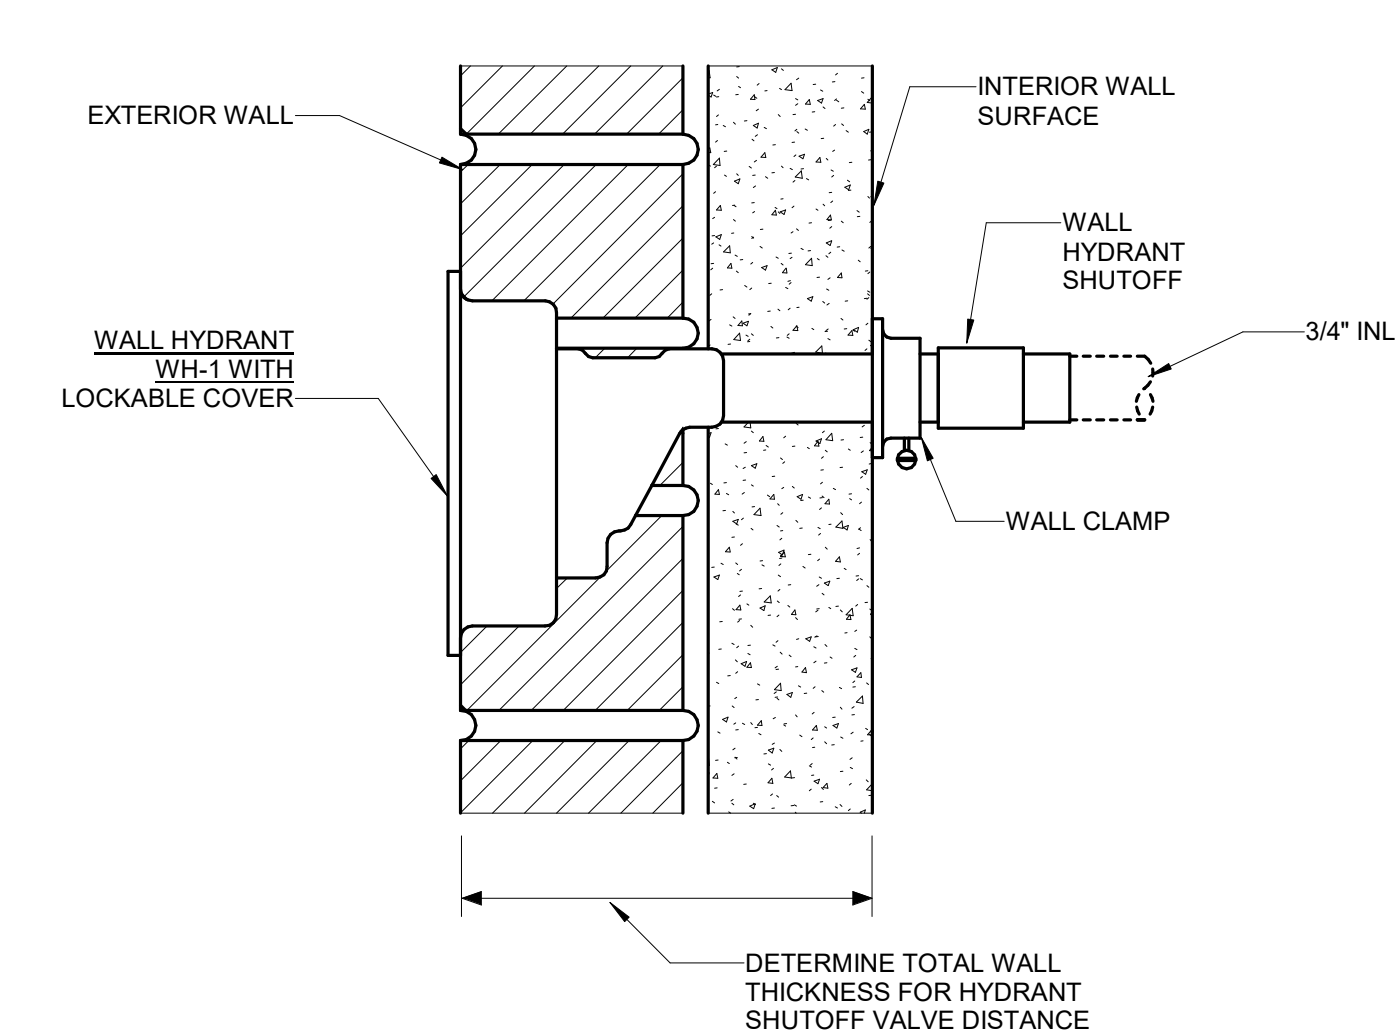 EXTERIOR WALL
INTERIOR WALL
SURFACE
WALL
HYDRANT
SHUTOFF
WALL HYDRANT
WH-1 WITH
LOCKABLE COVER
3/4" INL
WALL CLAMP
DETERMINE TOTAL WALL
THICKNESS FOR HYDRANT
SHUTOFF VALVE DISTANCE